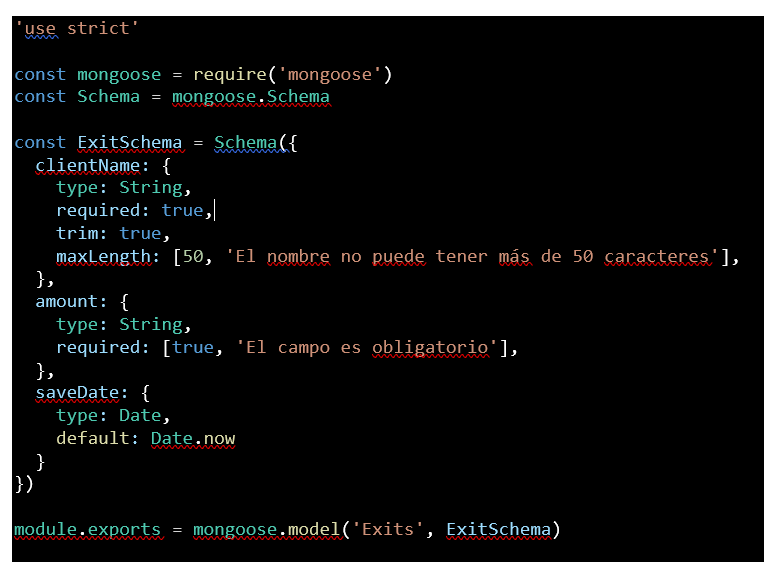 'use strict'
const mongoose = require('mongoose')
const Schema = mongoose.Schema
const ExitSchema = Schema({
clientName: {
type: String,
required: true,
trim: true,
maxLength: [50, 'El nombre no puede tener más de 50 caracteres'],
},
amount: {
type: String,
required: [true, 'El campo es obligatorio'],
},
saveDate: {
type: Date,
default: Date.now
}
})
module.exports = mongoose.model('Exits', ExitSchema)